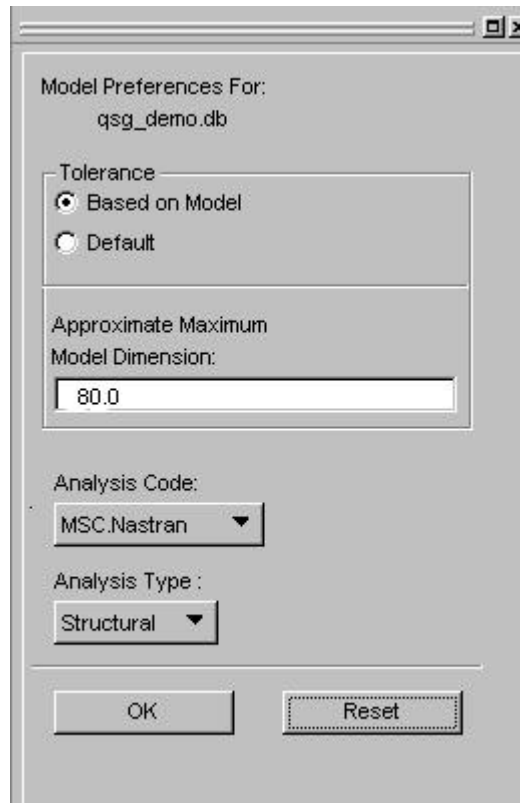 Model Preferences For:
qsg_demo.db
Tolerance
Based on Model
Default
Approximate Maximum
Model Dimension:
80.0
Analysis Code:
MSC.Nastran
Analysis Type :
Structural
OK
Reset